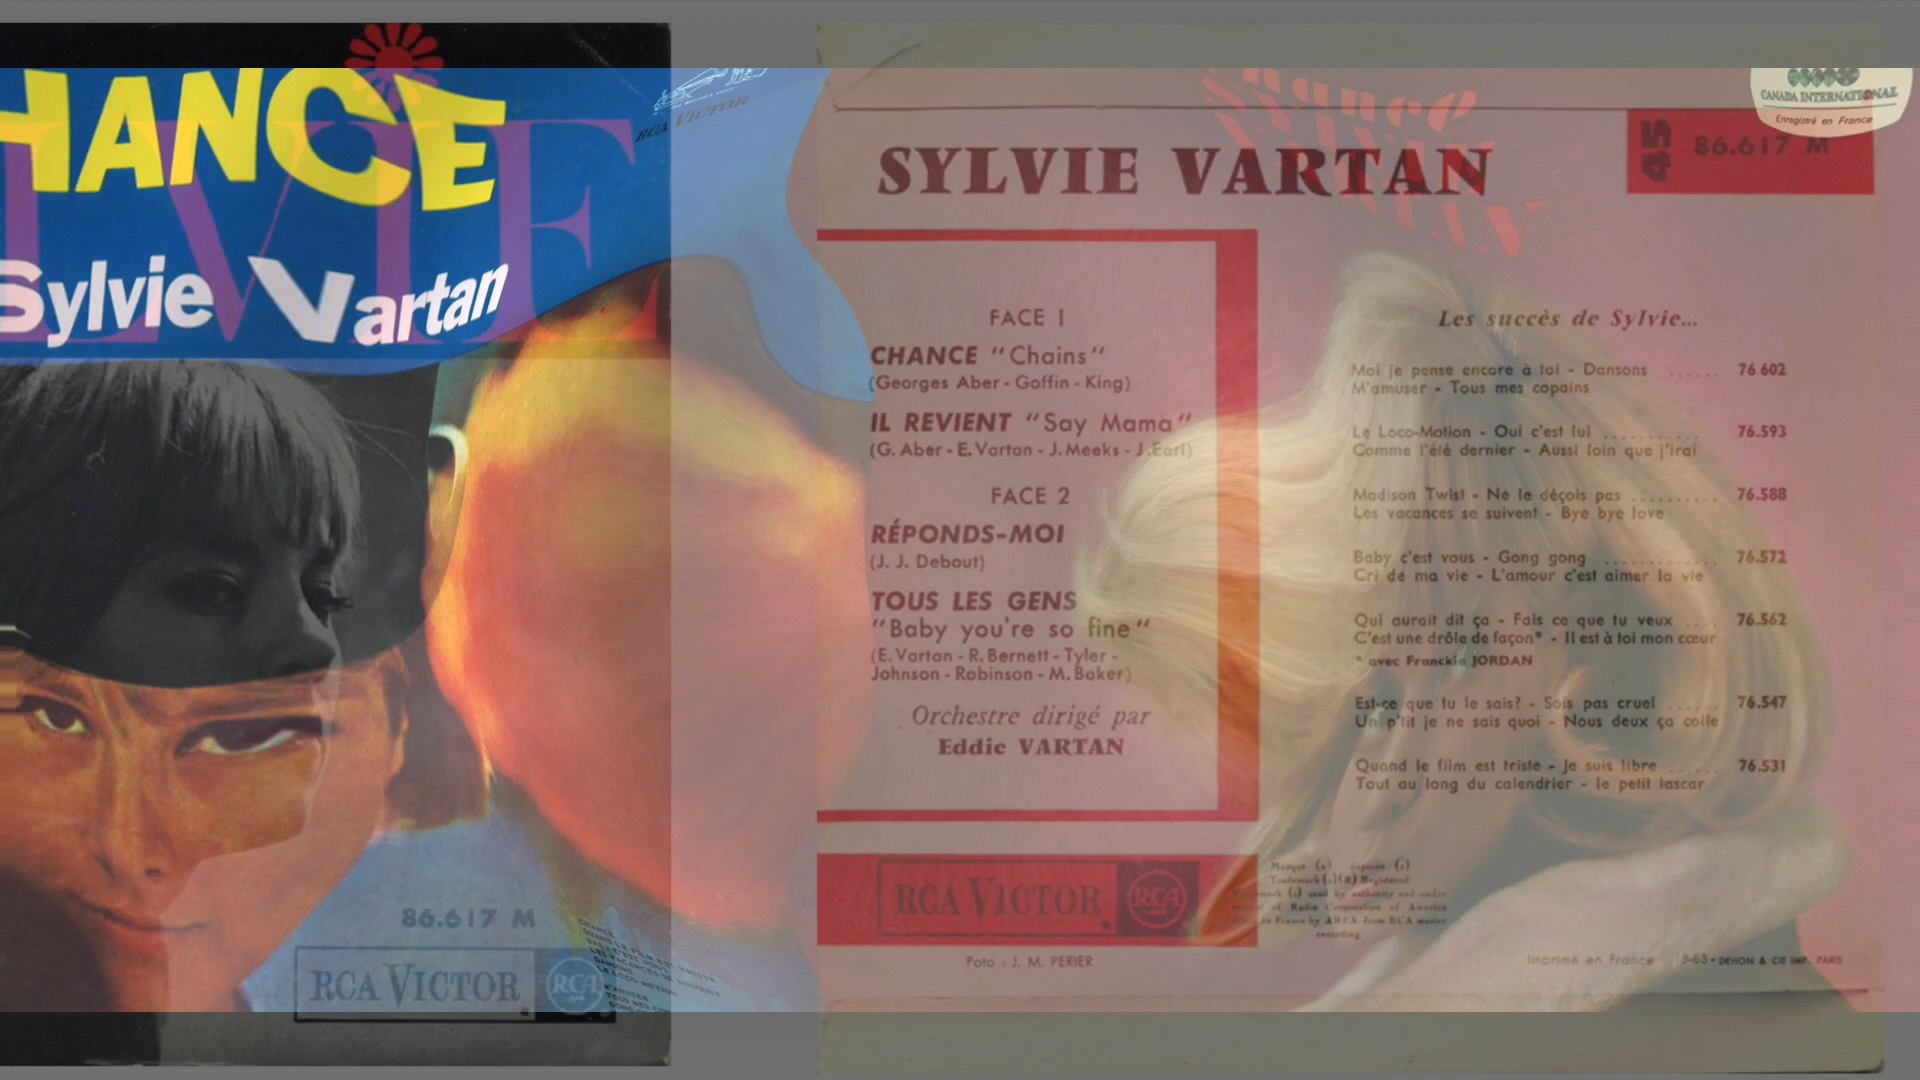 HANCE
LVIE
Sylvie Vartan
RCA VICTOR
86.617 M
RCA VICTOR RCA
CHANCE
SYLVIE VARTAN
45 86.617 M
CANADA INTERNATIONAL
Enregistré en France
FACE 1
CHANCE "Chains"
(Georges Aber - Goffin - King)
IL REVIENT "Say Mama"
(G. Aber - E. Vartan - J. Meeks - J. Earl)
FACE 2
RÉPONDS-MOI
(J. J. Debout)
TOUS LES GENS
"Baby you're so fine"
(E. Vartan - R. Bernett - Tyler -
Johnson - Robinson - M. Baker)
Orchestre dirigé par
Eddie VARTAN
Les succès de Sylvie...
Moi je pense encore à toi - Dansons ...... 76 602
M'amuser - Tous mes copains
Le Loco-Motion - Oui c'est lui ........... 76.593
Comme l'été dernier - Aussi loin que j'irai
Madison Twist - Ne le déçois pas .......... 76.588
Les vacances se suivent - Bye bye love
Baby c'est vous - Gong gong ............. 76.572
Cri de ma vie - L'amour c'est aimer la vie
Qui aurait dit ça - Fais ce que tu veux .... 76.562
C'est une drôle de façon* - Il est à toi mon cœur
* avec Franckie JORDAN
Est-ce que tu le sais? - Sois pas cruel ...... 76.547
Un p'tit je ne sais quoi - Nous deux ça colle
Quand le film est triste - Je suis libre ...... 76.531
Tout au long du calendrier - le petit lascar
RCA VICTOR RCA
Poto : J. M. PERIER
Imprimé en France 3-63 - DEHON & CIE IMP. PARIS